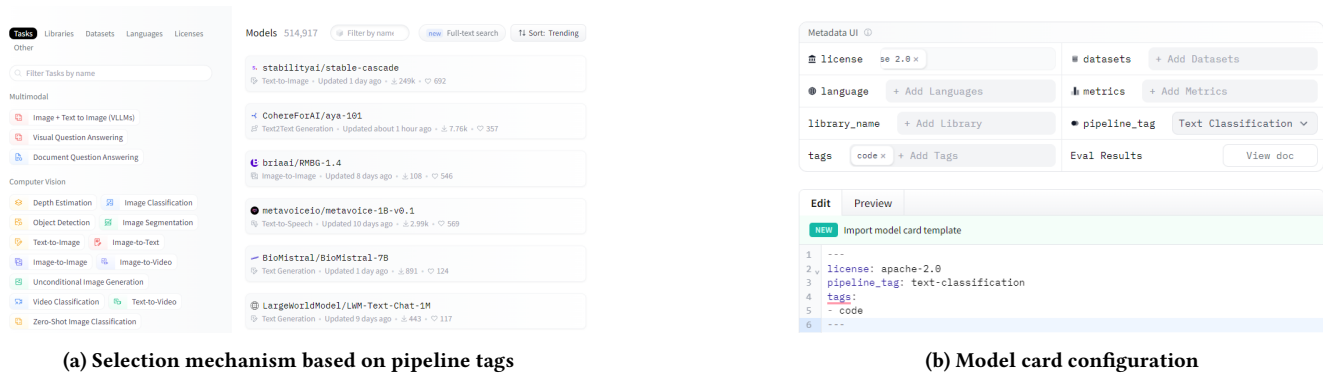 Tasks Libraries Datasets Languages Licenses
Other
Filter Tasks by name
Multimodal
Image + Text to Image (VLLMs)
Visual Question Answering
Document Question Answering
Computer Vision
Depth Estimation Image Classification
Object Detection Image Segmentation
Text-to-Image Image-to-Text
Image-to-Image Image-to-Video
Unconditional Image Generation
Video Classification Text-to-Video
Zero-Shot Image Classification
Models 514,917 Filter by name new Full-text search Sort: Trending
stabilityai/stable-cascade
Text-to-Image • Updated 1 day ago • 249k • 692
CohereForAI/aya-101
Text2Text Generation • Updated about 1 hour ago • 7.76k • 357
briaai/RMBG-1.4
Image-to-Image • Updated 8 days ago • 108 • 546
metavoiceio/metavoice-1B-v0.1
Text-to-Speech • Updated 10 days ago • 2.99k • 569
BioMistral/BioMistral-7B
Text Generation • Updated 1 day ago • 891 • 124
LargeWorldModel/LWM-Text-Chat-1M
Text Generation • Updated 9 days ago • 443 • 117
(a) Selection mechanism based on pipeline tags
Metadata UI
license se 2.0 × datasets + Add Datasets
language + Add Languages metrics + Add Metrics
library_name + Add Library pipeline_tag Text Classification
tags code × + Add Tags Eval Results View doc
Edit Preview
NEW Import model card template
1 ---
2 license: apache-2.0
3 pipeline_tag: text-classification
4 tags:
5 - code
6 ---
(b) Model card configuration